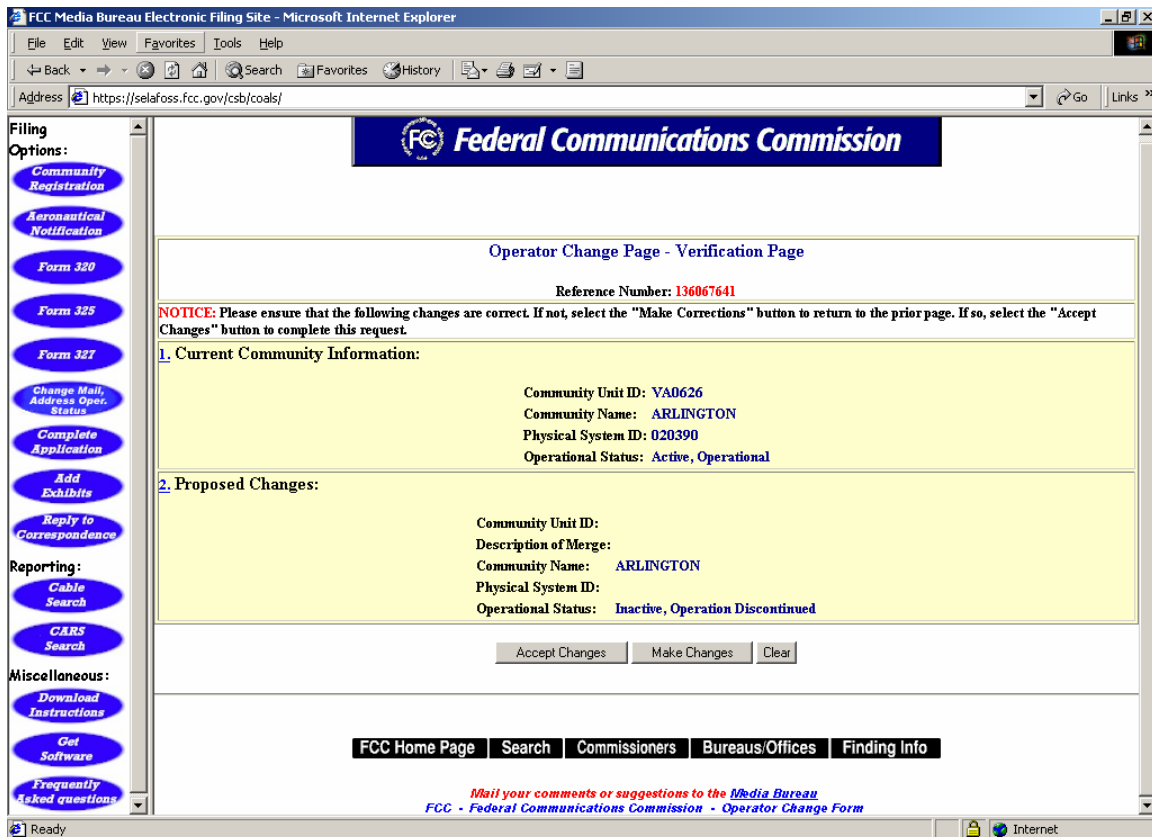 FCC Media Bureau Electronic Filing Site - Microsoft Internet Explorer
File Edit View Favorites Tools Help
Back Search Favorites History
Address https://selafoss.fcc.gov/csb/coals/ Go Links »
Filing
Options:
Community
Registration
Aeronautical
Notification
Form 320
Form 325
Form 327
Change Mail,
Address Oper.
Status
Complete
Application
Add
Exhibits
Reply to
Correspondence
Reporting:
Cable
Search
CARS
Search
Miscellaneous:
Download
Instructions
Get
Software
Frequently
Asked questions
FCC Federal Communications Commission
Operator Change Page - Verification Page
Reference Number: 136067641
NOTICE: Please ensure that the following changes are correct. If not, select the "Make Corrections" button to return to the prior page. If so, select the "Accept
Changes" button to complete this request.
1. Current Community Information:
Community Unit ID: VA0626
Community Name: ARLINGTON
Physical System ID: 020390
Operational Status: Active, Operational
2. Proposed Changes:
Community Unit ID:
Description of Merge:
Community Name: ARLINGTON
Physical System ID:
Operational Status: Inactive, Operation Discontinued
Accept Changes Make Changes Clear
FCC Home Page Search Commissioners Bureaus/Offices Finding Info
Mail your comments or suggestions to the Media Bureau
FCC - Federal Communications Commission - Operator Change Form
Ready Internet